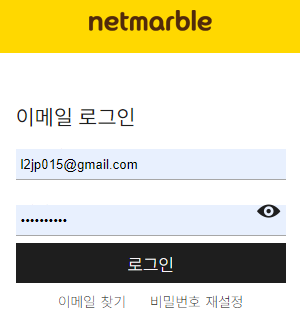 netmarble
이메일 로그인
l2jp015@gmail.com
••••••••••
로그인
이메일 찾기 비밀번호 재설정